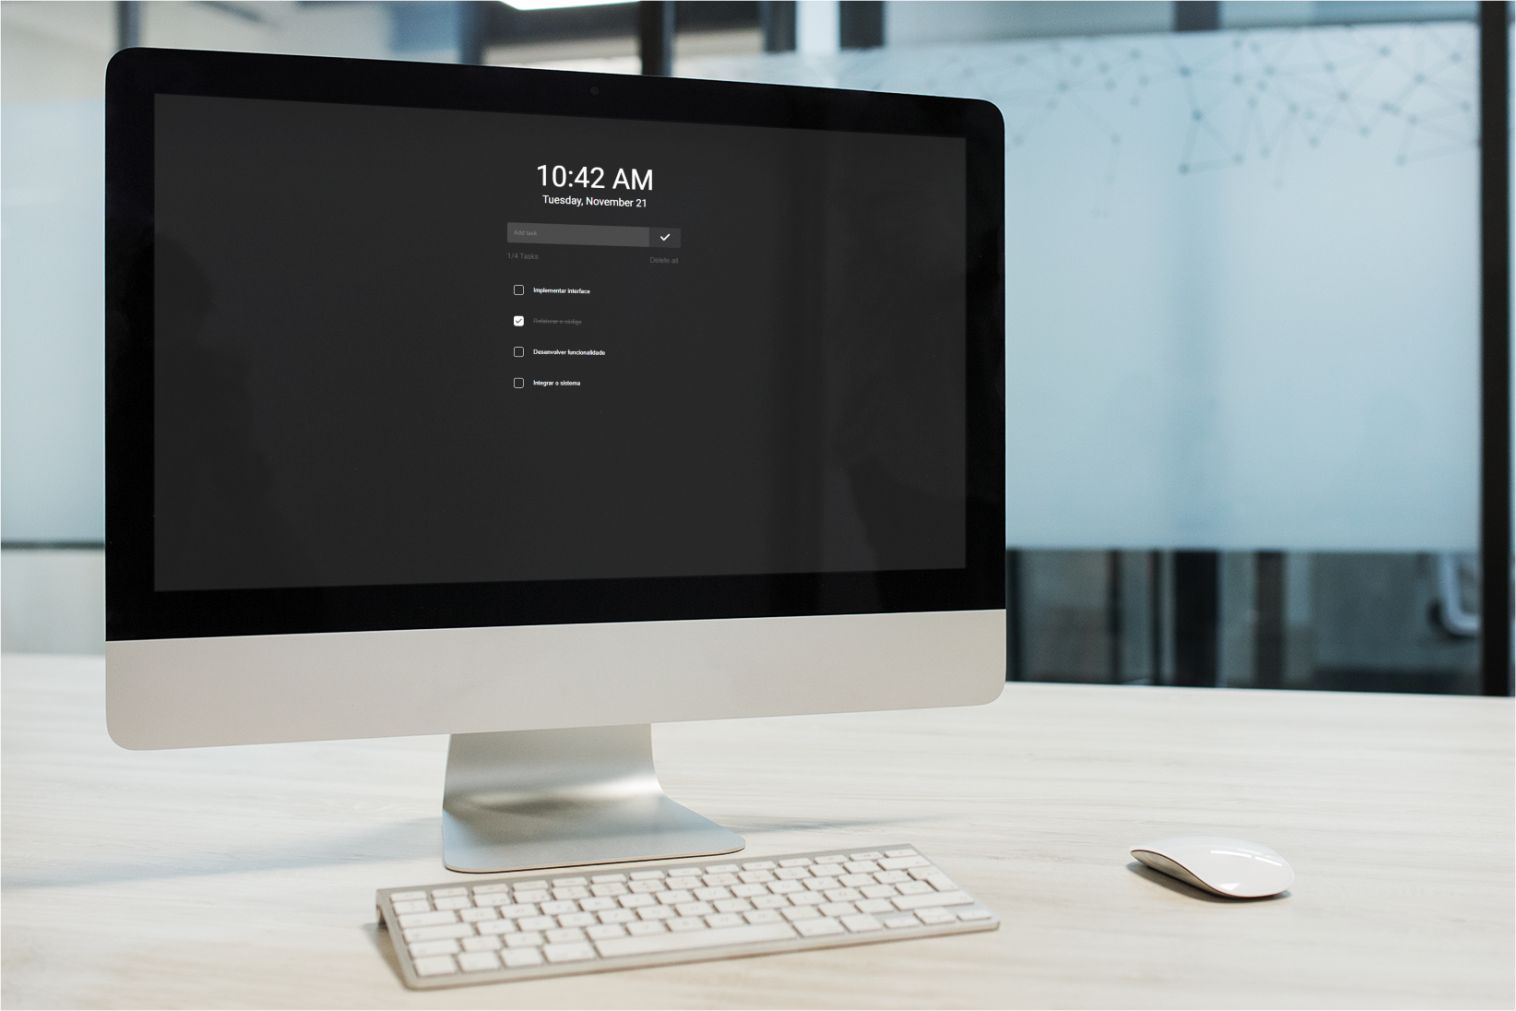 10:42 AM
Tuesday, November 21
Add task
1/4 Tasks
Delete all
Implementar interface
o código
Desenvolver funcionalidade
Integrar o sistema